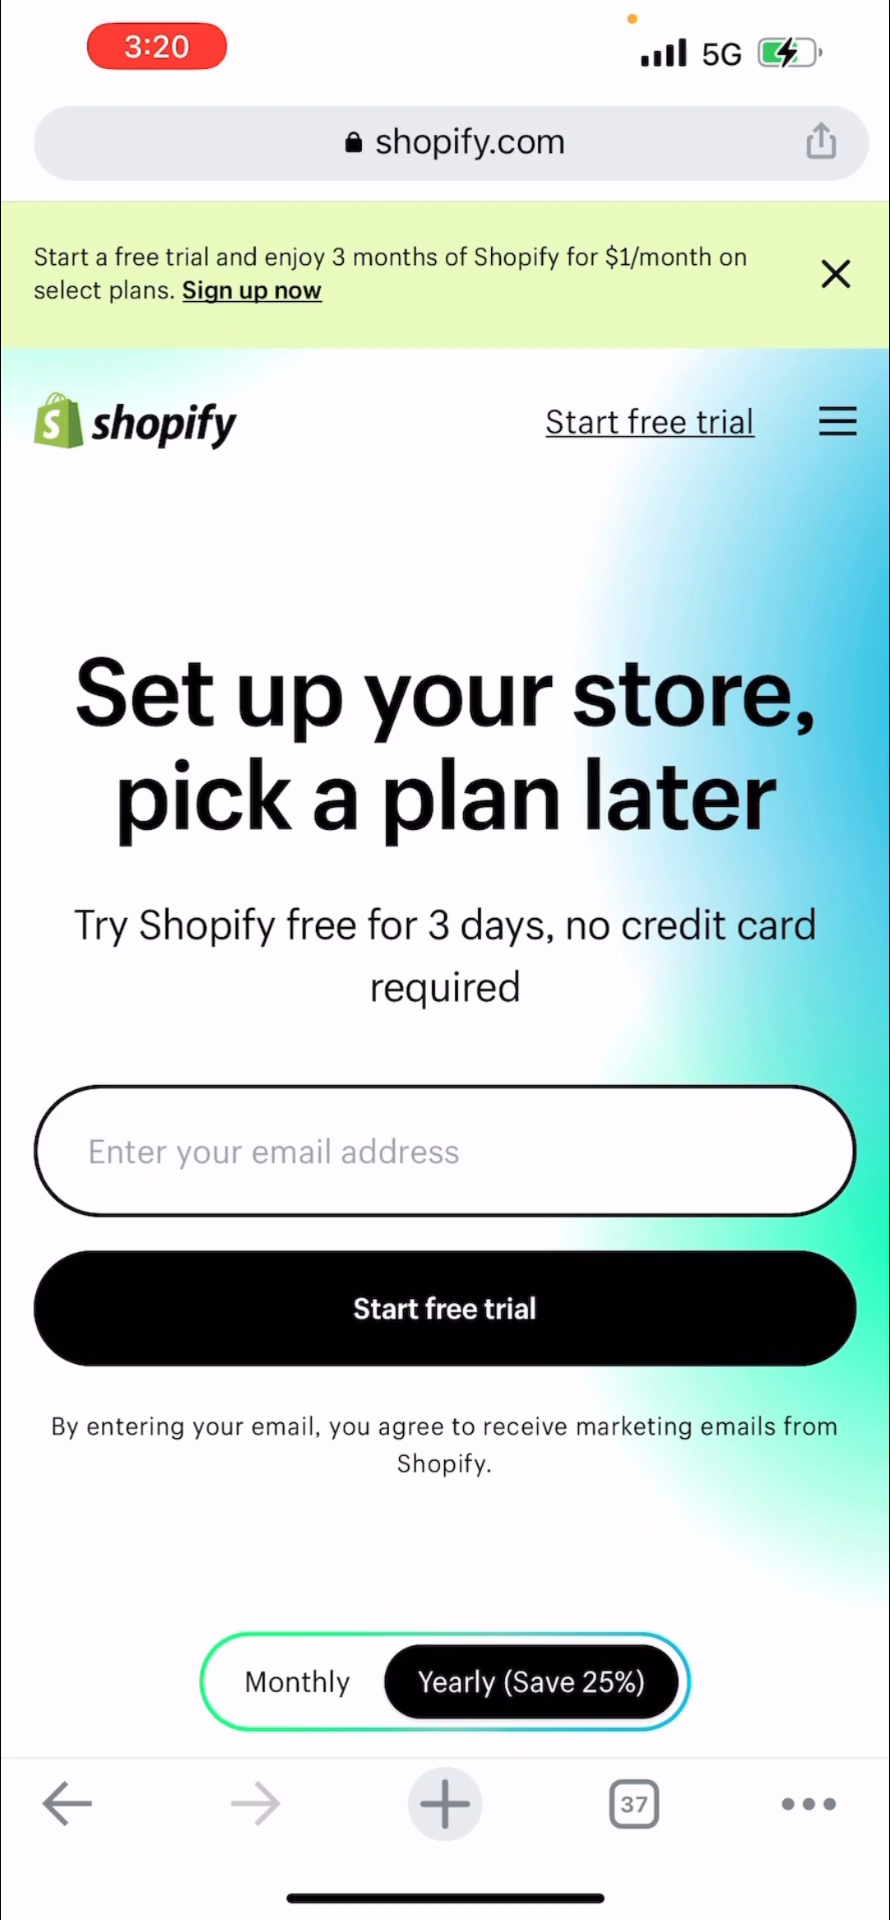 3:20
5G
shopify.com
Start a free trial and enjoy 3 months of Shopify for $1/month on
select plans. Sign up now
shopify
Start free trial
Set up your store,
pick a plan later
Try Shopify free for 3 days, no credit card
required
Enter your email address
Start free trial
By entering your email, you agree to receive marketing emails from
Shopify.
Monthly
Yearly (Save 25%)
37